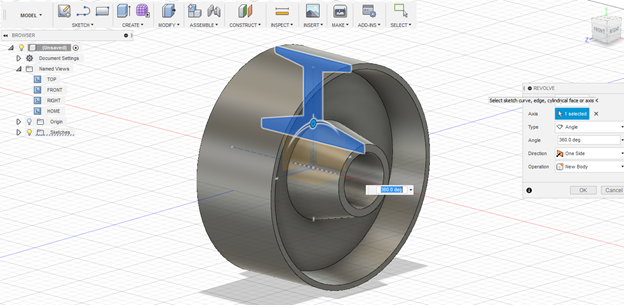 MODEL
SKETCH
CREATE
MODIFY
ASSEMBLE
CONSTRUCT
INSPECT
INSERT
MAKE
ADD-INS
SELECT
BROWSER
(Unsaved)
Document Settings
Named Views
TOP
FRONT
RIGHT
HOME
Origin
Sketches
FRONT
Z
360.0 deg
REVOLVE
Select sketch curve, edge, cylindrical face or axis
Axis 1 selected
Type Angle
Angle 360.0 deg
Direction One Side
Operation New Body
OK Cancel